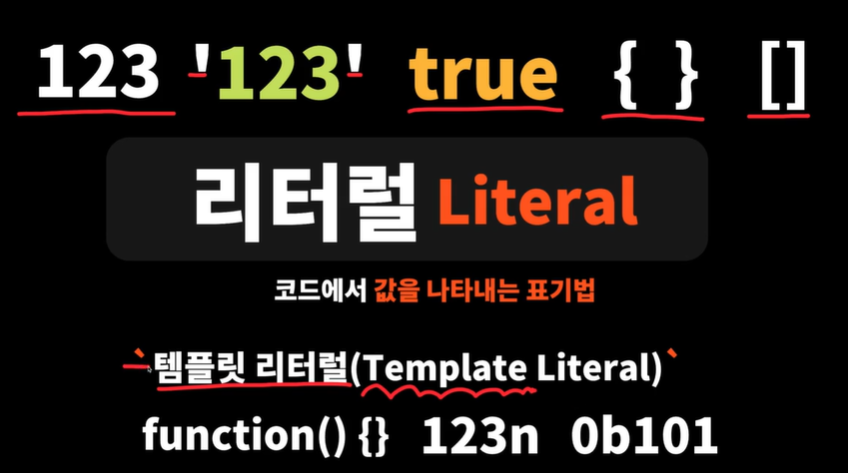 123 '123' true { } []
리터럴 Literal
코드에서 값을 나타내는 표기법
`템플릿 리터럴(Template Literal)`
function() {} 123n 0b101